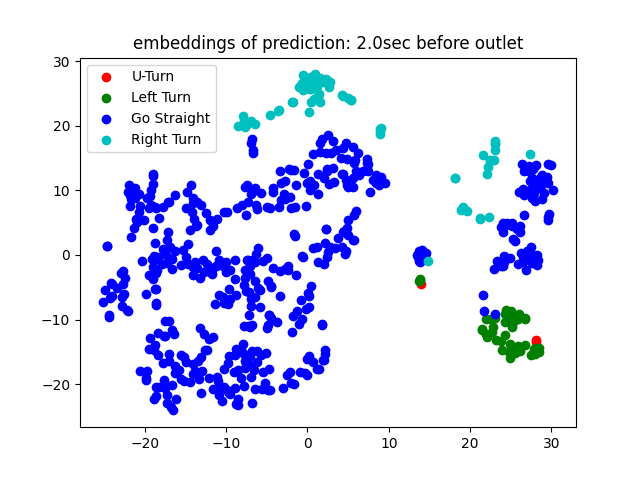 embeddings of prediction: 2.0sec before outlet
U-Turn
Left Turn
Go Straight
Right Turn
30
20
10
0
−10
−20
−20 −10 0 10 20 30